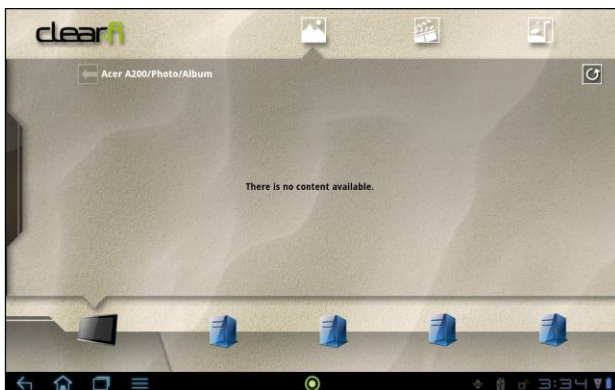 clear.fi
Acer A200/Photo/Album
There is no content available.
3:34